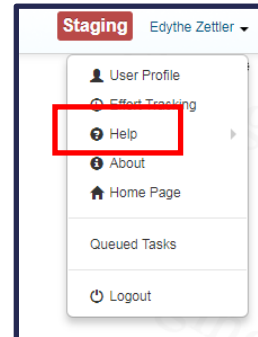 Staging Edythe Zettler
User Profile
Effort Tracking
Help
About
Home Page
Queued Tasks
Logout